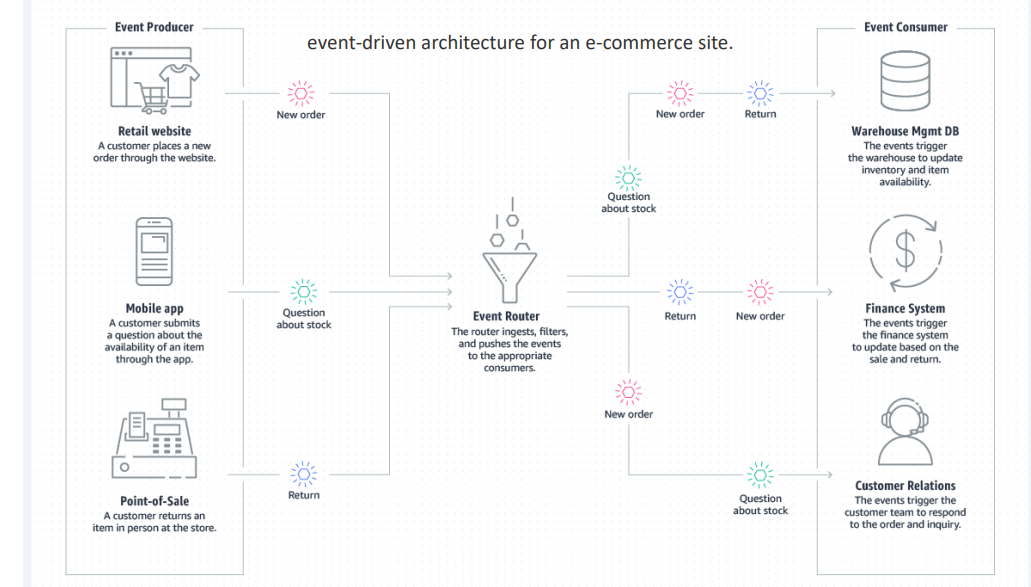 Event Producer
event-driven architecture for an e-commerce site.
Event Consumer
Retail website
A customer places a new
order through the website.
New order
New order
Return
Warehouse Mgmt DB
The events trigger
the warehouse to update
inventory and item
availability.
Question
about stock
Mobile app
A customer submits
a question about the
availability of an item
through the app.
Question
about stock
Event Router
The router ingests, filters,
and pushes the events
to the appropriate
consumers.
Return
New order
$
Finance System
The events trigger
the finance system
to update based on the
sale and return.
New order
Point-of-Sale
A customer returns an
item in person at the store.
Return
Question
about stock
Customer Relations
The events trigger the
customer team to respond
to the order and inquiry.